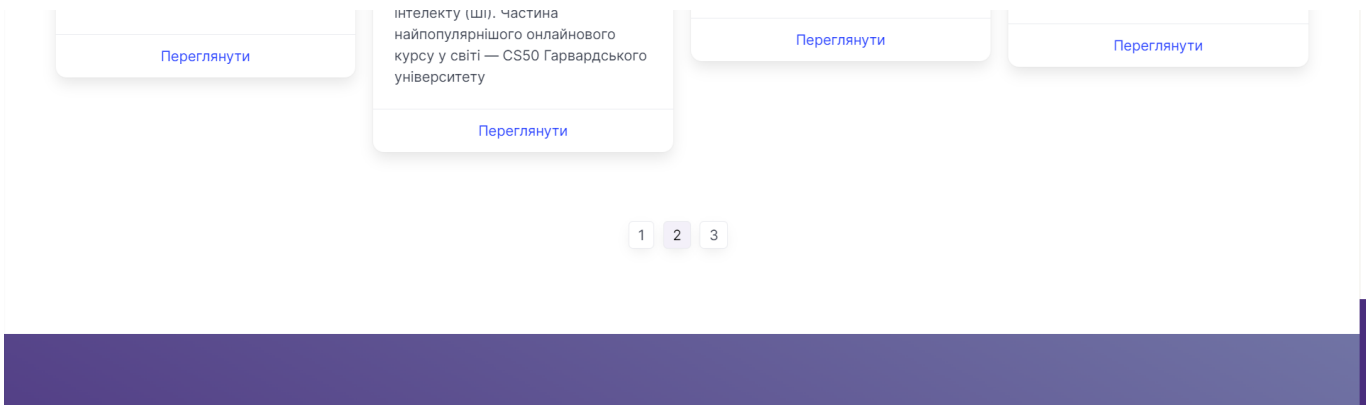 інтелекту (ШІ). Частина
найпопулярнішого онлайнового
курсу у світі — CS50 Гарвардського
університету
Переглянути
Переглянути
Переглянути
Переглянути
1 2 3